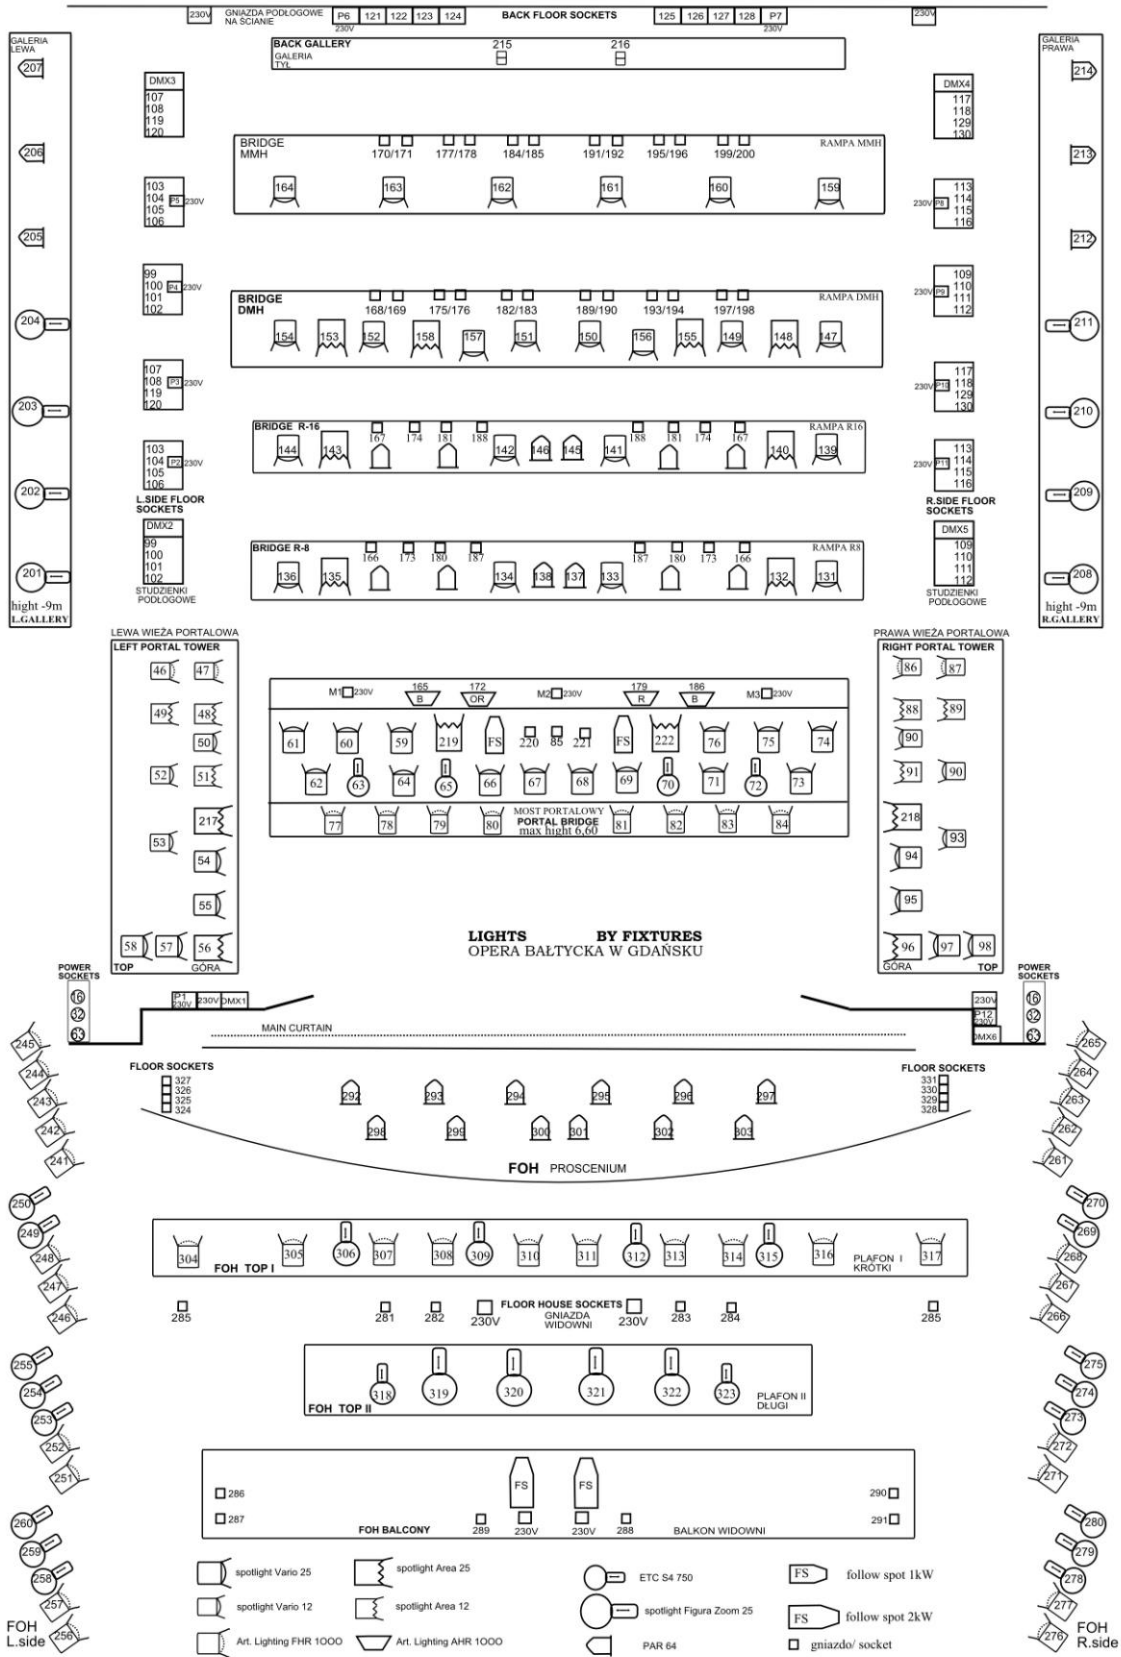 230V GNIAZDA PODŁOGOWE NA ŚCIANIE P6 121 122 123 124 BACK FLOOR SOCKETS 125 126 127 128 P7 230V
230V 230V
GALERIA LEWA
BACK GALLERY 215 216
GALERIA TYŁ
GALERIA PRAWA
207
206
205
204
203
202
201
hight -9m
L.GALLERY
214
213
212
211
210
209
208
hight -9m
R.GALLERY
DMX3
107
108
119
120
103
104 P5 230V
105
106
99
100 P4 230V
101
102
107
108 P3 230V
119
120
103
104 P2 230V
105
106
L.SIDE FLOOR
SOCKETS
DMX2
99
100
101
102
STUDZIENKI
PODŁOGOWE
DMX4
117
118
129
130
113
230V P8 114
115
116
109
230V P9 110
111
112
117
230V P10 118
129
130
113
230V P11 114
115
116
R.SIDE FLOOR
SOCKETS
DMX5
109
110
111
112
STUDZIENKI
PODŁOGOWE
BRIDGE MMH RAMPA MMH
170/171 177/178 184/185 191/192 195/196 199/200
164 163 162 161 160 159
BRIDGE DMH RAMPA DMH
168/169 175/176 182/183 189/190 193/194 197/198
154 153 152 158 157 151 150 156 155 149 148 147
BRIDGE R-16 RAMPA R16
167 174 181 188 188 181 174 167
144 143 142 146 145 141 140 139
BRIDGE R-8 RAMPA R8
166 173 180 187 187 180 173 166
136 135 134 138 137 133 132 131
LEWA WIEŻA PORTALOWA
LEFT PORTAL TOWER
46 47
49 48
50
52 51
217
53
54
55
58 57 56
TOP GÓRA
PRAWA WIEŻA PORTALOWA
RIGHT PORTAL TOWER
86 87
88 89
90
91 90
218
93
94
95
96 97 98
GÓRA TOP
165 172 179 186
M1 230V B OR M2 230V R B M3 230V
61 60 59 219 FS 220 85 221 FS 222 76 75 74
62 63 64 65 66 67 68 69 70 71 72 73
MOST PORTALOWY
PORTAL BRIDGE
max hight 6,60
77 78 79 80 81 82 83 84
LIGHTS BY FIXTURES
OPERA BAŁTYCKA W GDAŃSKU
POWER
SOCKETS
16
32
63
P1 230V 230V DMX1
POWER
SOCKETS
16
32
63
230V
P12 230V
DMX6
MAIN CURTAIN
FLOOR SOCKETS
327
326
325
324
FLOOR SOCKETS
331
330
329
328
292 293 294 295 296 297
298 299 300 301 302 303
FOH PROSCENIUM
245
244
243
242
241
250
249
248
247
246
255
254
253
252
251
260
259
258
257
256
FOH
L.side
265
264
263
262
261
270
269
268
267
266
275
274
273
272
271
280
279
278
277
276
FOH
R.side
304 305 306 307 308 309 310 311 312 313 314 315 316 317
FOH TOP I PLAFON I KRÓTKI
FLOOR HOUSE SOCKETS
GNIAZDA
WIDOWNI
285 281 282 230V 230V 283 284 285
318 319 320 321 322 323
FOH TOP II PLAFON II DŁUGI
FS FS
286 290
287 291
289 230V 230V 288
FOH BALCONY BALKON WIDOWNI
spotlight Vario 25
spotlight Vario 12
Art. Lighting FHR 1000
spotlight Area 25
spotlight Area 12
Art. Lighting AHR 1000
ETC S4 750
spotlight Figura Zoom 25
PAR 64
FS follow spot 1kW
FS follow spot 2kW
gniazdo/ socket